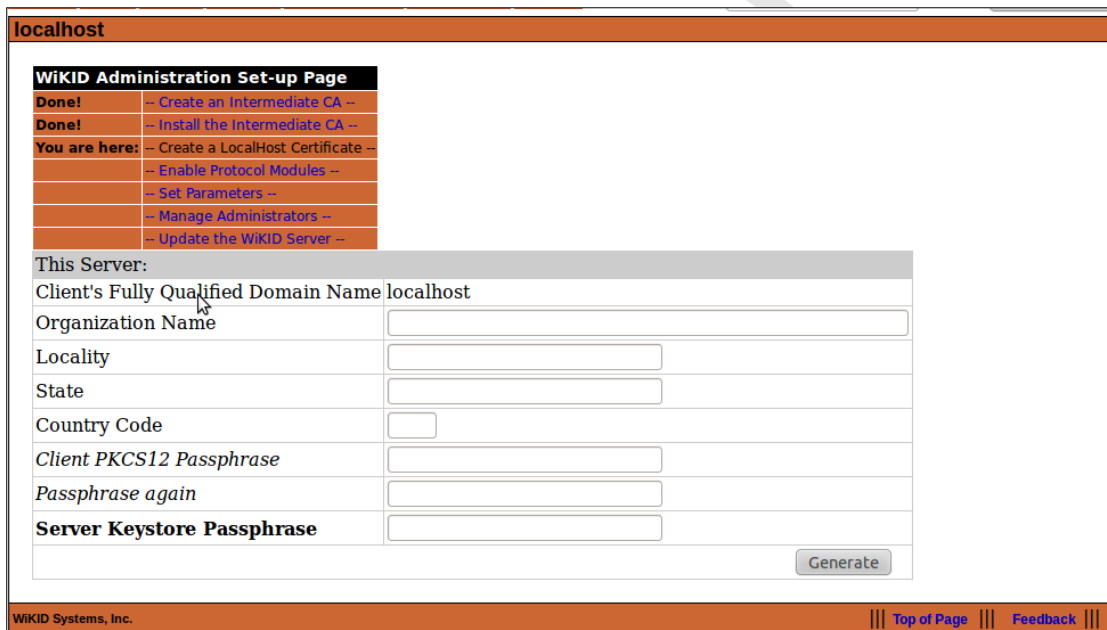 localhost
WiKID Administration Set-up Page
Done! -- Create an Intermediate CA --
Done! -- Install the Intermediate CA --
You are here: -- Create a LocalHost Certificate --
-- Enable Protocol Modules --
-- Set Parameters --
-- Manage Administrators --
-- Update the WiKID Server --
This Server:
Client's Fully Qualified Domain Name localhost
Organization Name
Locality
State
Country Code
Client PKCS12 Passphrase
Passphrase again
Server Keystore Passphrase
Generate
WiKID Systems, Inc. ||| Top of Page ||| Feedback |||